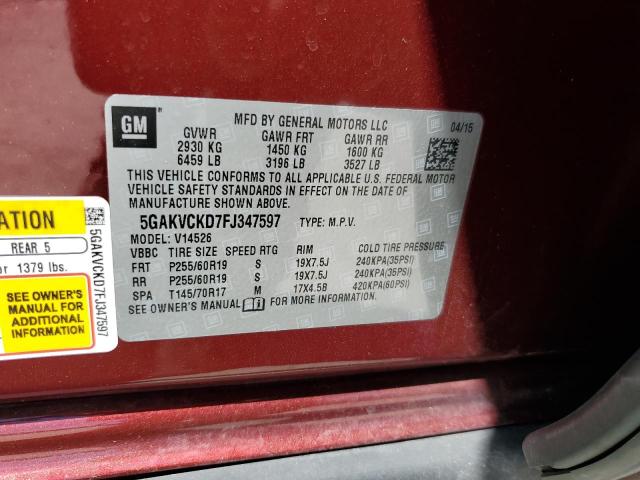 GM
MFD BY GENERAL MOTORS LLC
04/15
GVWR GAWR FRT GAWR RR
2930 KG 1450 KG 1600 KG
6459 LB 3196 LB 3527 LB
THIS VEHICLE CONFORMS TO ALL APPLICABLE U.S. FEDERAL MOTOR
VEHICLE SAFETY STANDARDS IN EFFECT ON THE DATE OF
MANUFACTURE SHOWN ABOVE.
5GAKVCKD7FJ347597 TYPE: M.P.V.
MODEL: V14526
VBBC TIRE SIZE SPEED RTG RIM COLD TIRE PRESSURE
FRT P255/60R19 S 19X7.5J 240KPA(35PSI)
RR P255/60R19 S 19X7.5J 240KPA(35PSI)
SPA T145/70R17 M 17X4.5B 420KPA(60PSI)
SEE OWNER'S MANUAL FOR MORE INFORMATION.
ATION
REAR 5
or 1379 lbs.
SEE OWNER'S
MANUAL FOR
ADDITIONAL
INFORMATION
5GAKVCKD7FJ347597